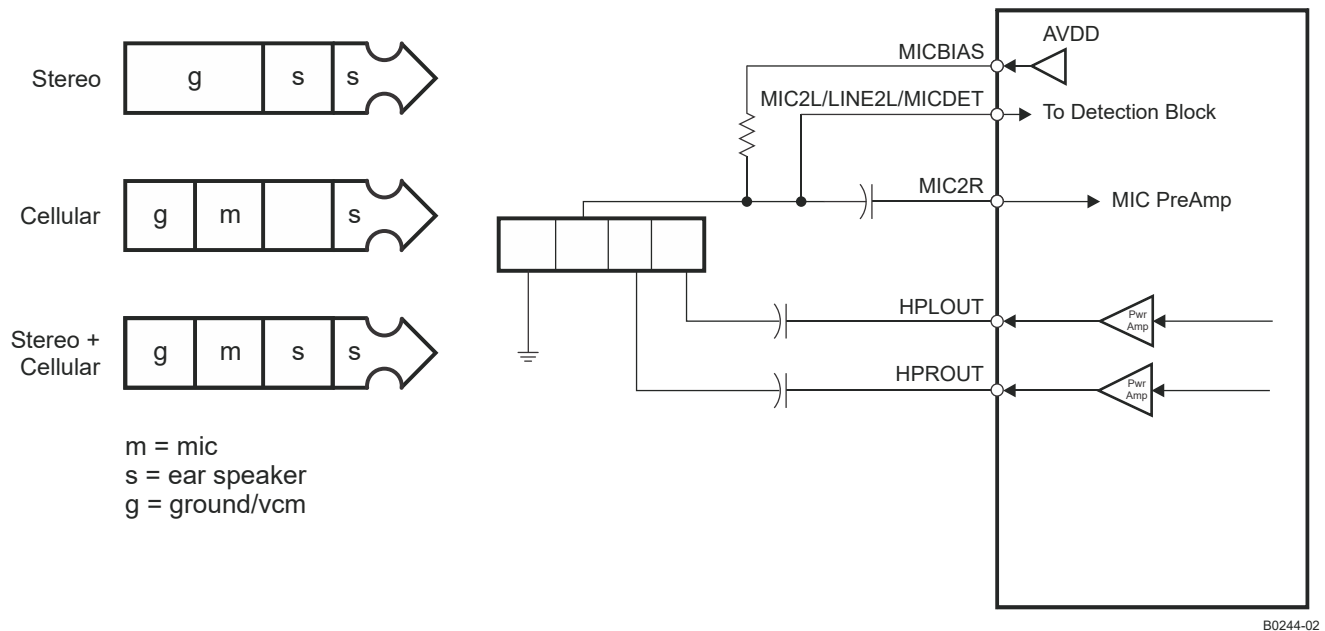 Stereo
g s s
Cellular
g m s
Stereo +
Cellular
g m s s
m = mic
s = ear speaker
g = ground/vcm
MICBIAS
AVDD
MIC2L/LINE2L/MICDET
To Detection Block
MIC2R
MIC PreAmp
HPLOUT
Pwr
Amp
HPROUT
Pwr
Amp
B0244-02